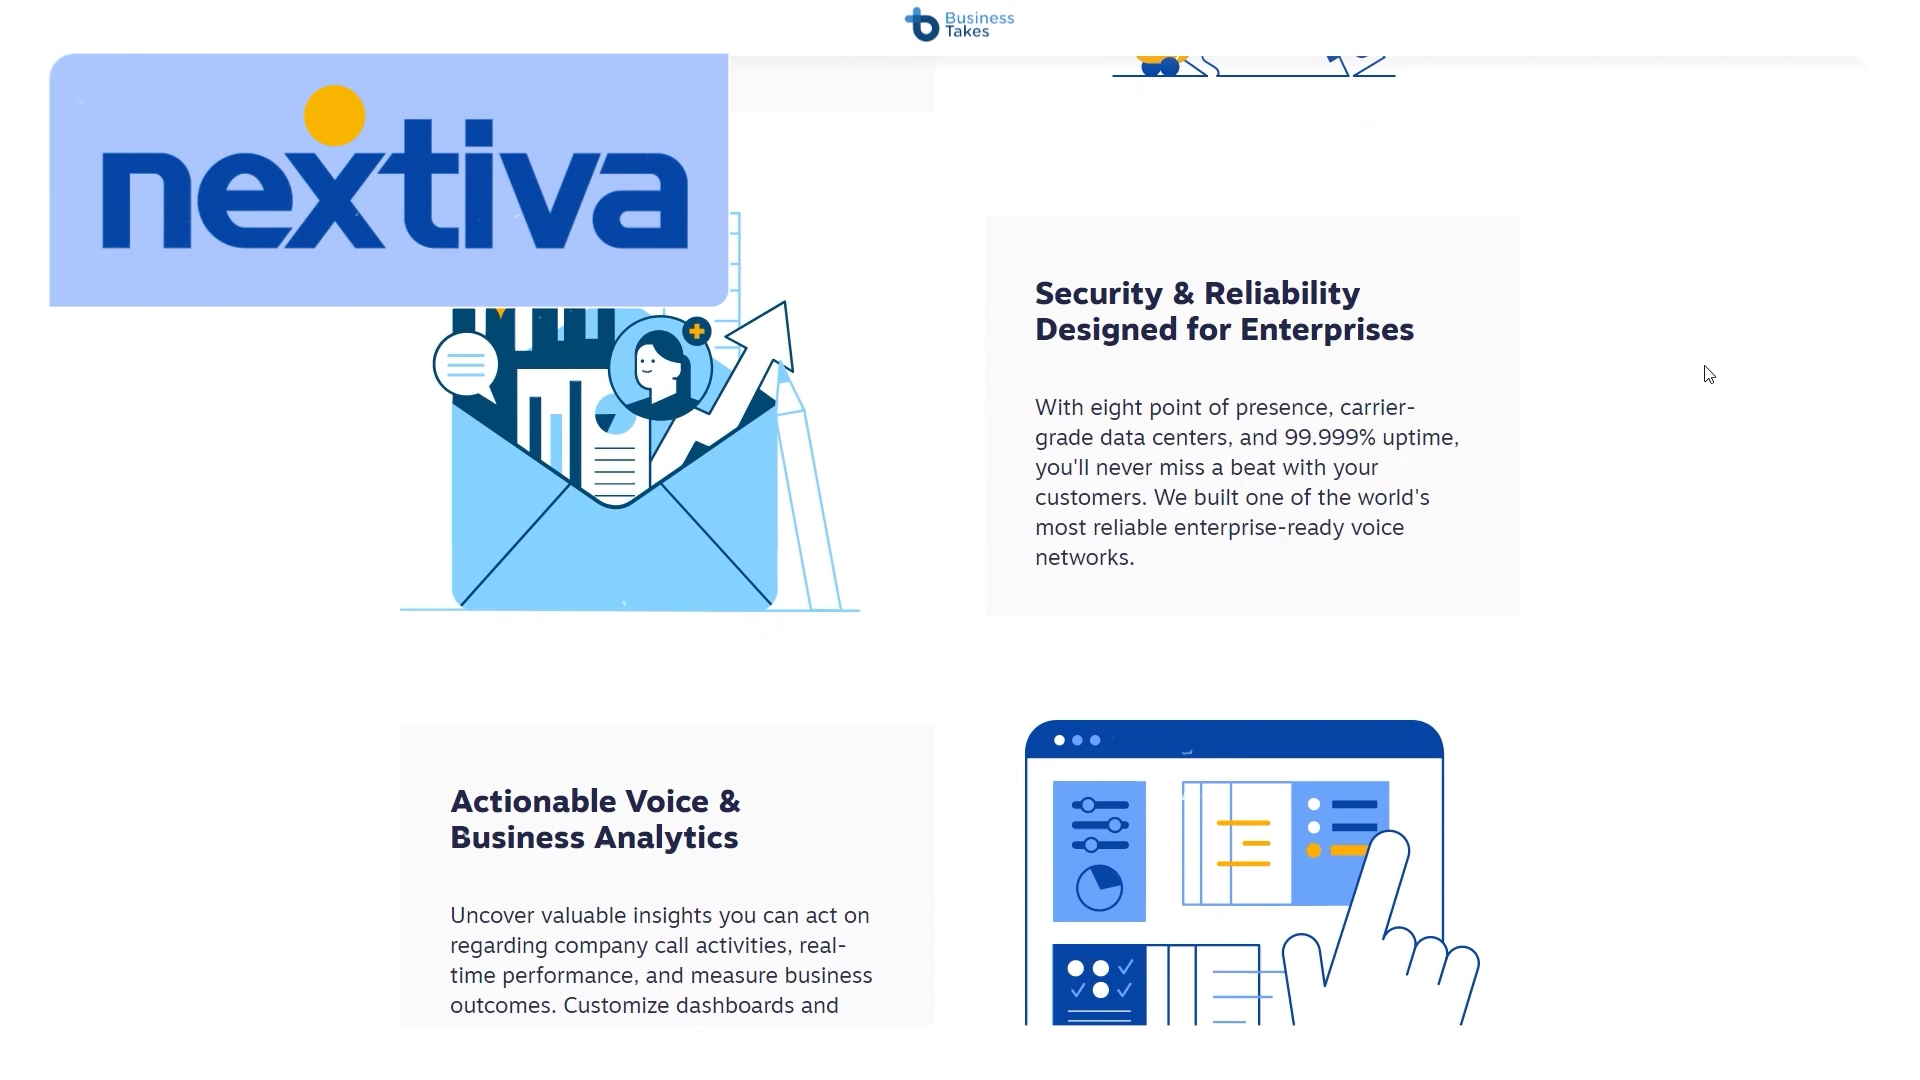 Business
Takes
nextiva
Security & Reliability
Designed for Enterprises
With eight point of presence, carrier-
grade data centers, and 99.999% uptime,
you'll never miss a beat with your
customers. We built one of the world's
most reliable enterprise-ready voice
networks.
Actionable Voice &
Business Analytics
Uncover valuable insights you can act on
regarding company call activities, real-
time performance, and measure business
outcomes. Customize dashboards and